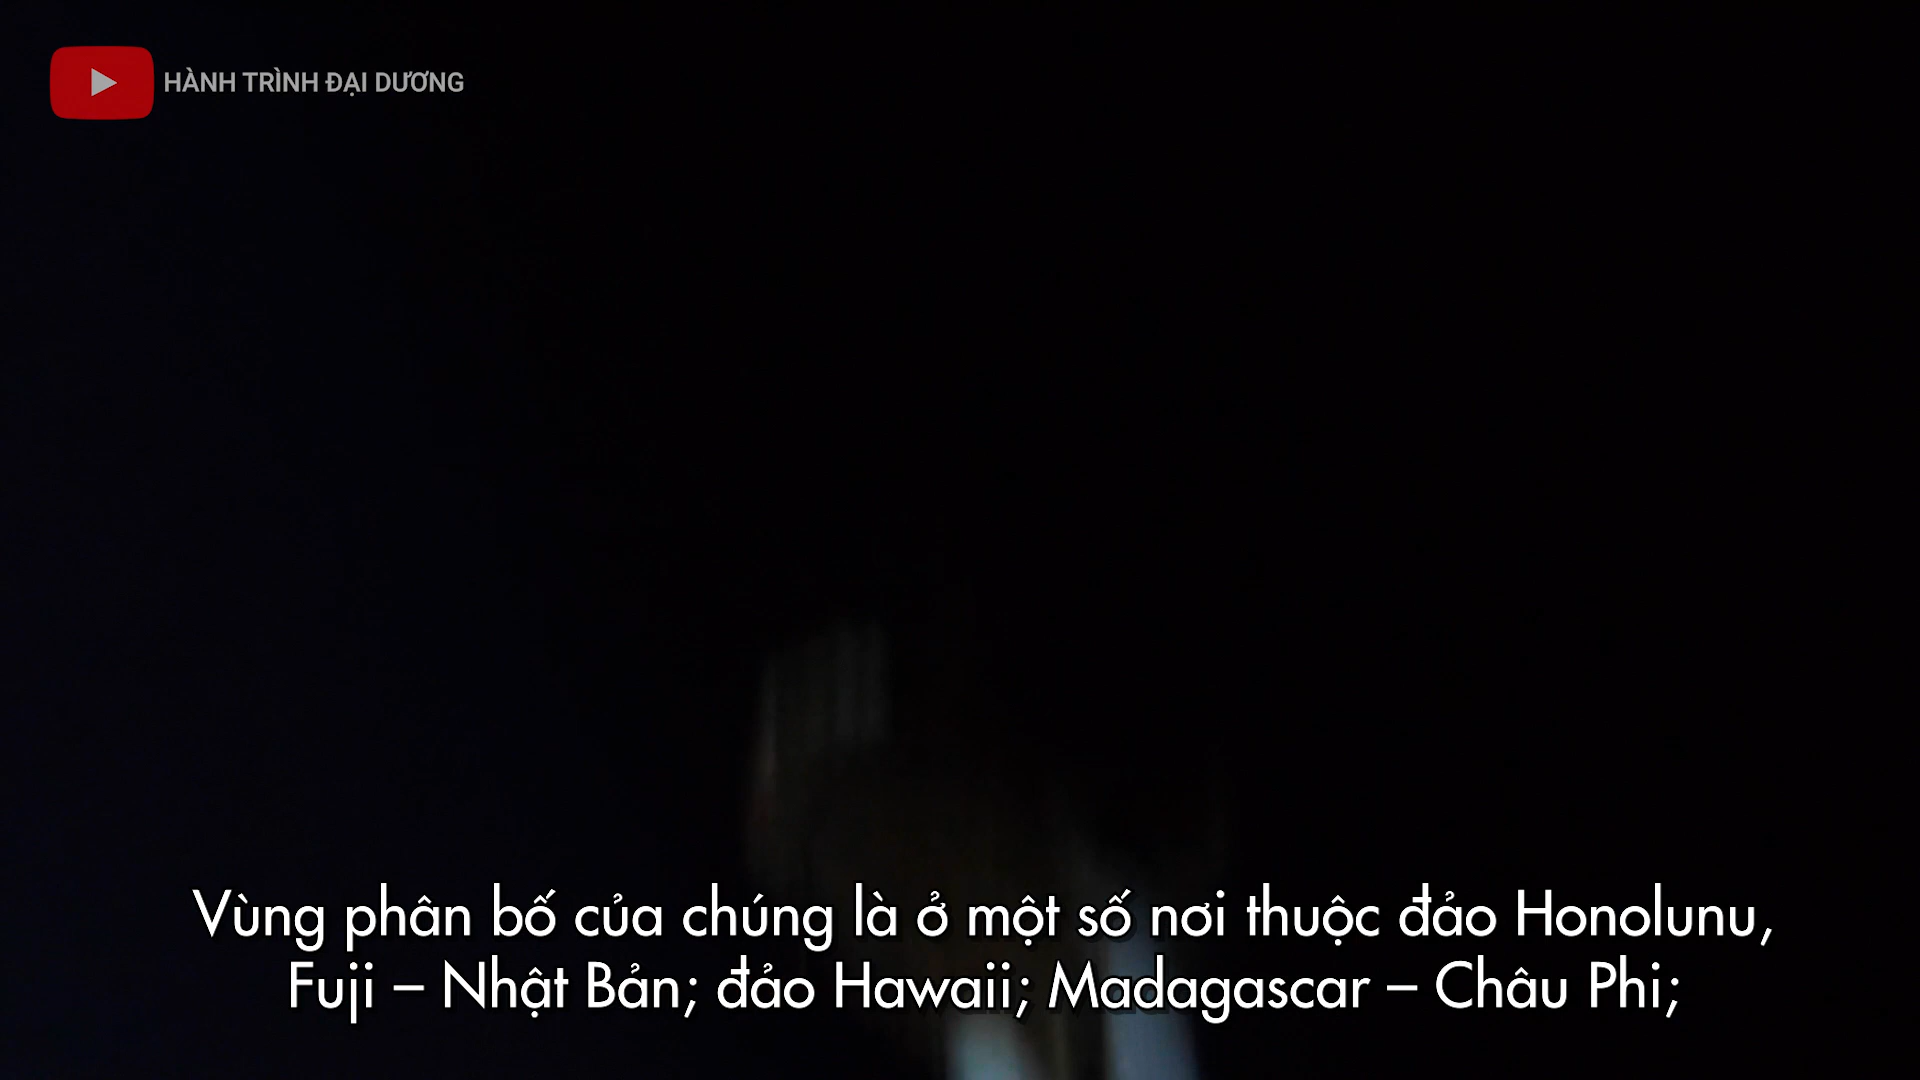 HÀNH TRÌNH ĐẠI DƯƠNG
Vùng phân bố của chúng là ở một số nơi thuộc đảo Honolunu,
Fuji – Nhật Bản; đảo Hawaii; Madagascar – Châu Phi;